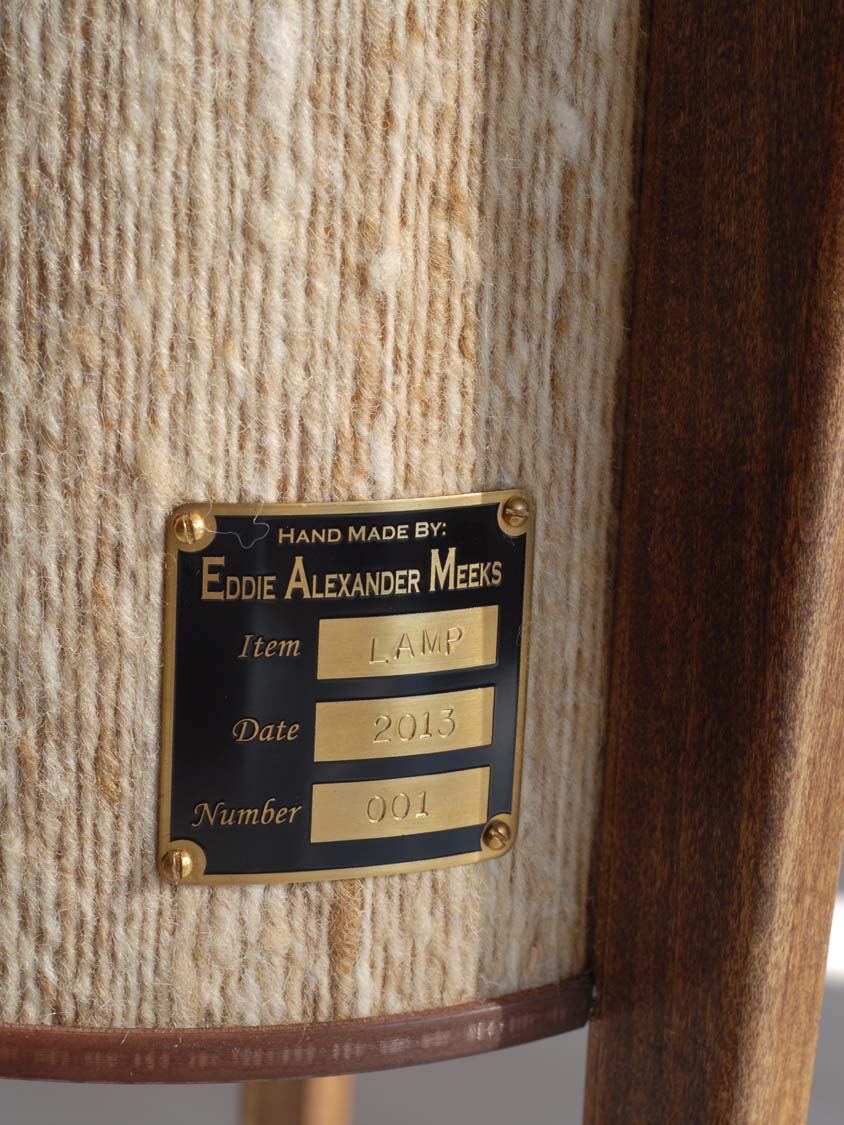 HAND MADE BY:
EDDIE ALEXANDER MEEKS
Item LAMP
Date 2013
Number 001